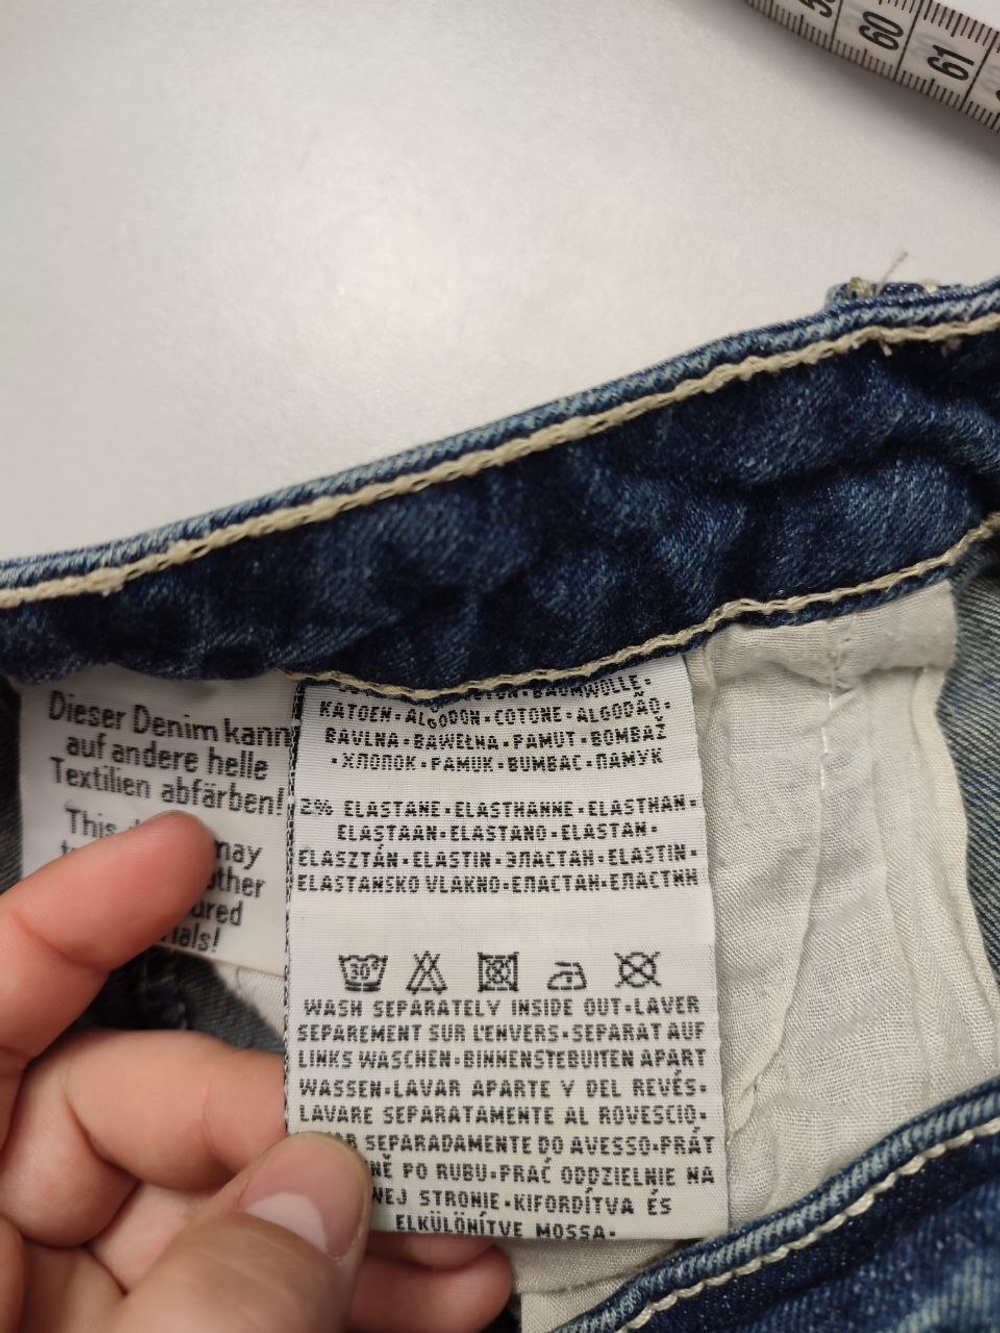 60
61
Dieser Denim kann
auf andere helle
Textilien abfärben!
This may
other
BAUMWOLLE·
KATOEN·ALGODON·COTONE·ALGODÃO·
BAVLNA·BAWEŁNA·PAMUT·BOMBAŽ
·ХЛОПОК·PAMUK·BUMBAC·ПАМУК
2% ELASTANE·ELASTHANNE·ELASTHAN·
ELASTAAN·ELASTANO·ELASTAN·
ELASZTÁN·ELASTIN·ЭЛАСТАН·ELASTIN·
ELASTANSKO VLAKNO·ЕЛАСТАН·ЕЛАСТИН
30°
WASH SEPARATELY INSIDE OUT·LAVER
SEPAREMENT SUR L'ENVERS·SEPARAT AUF
LINKS WASCHEN·BINNENSTEBUITEN APART
WASSEN·LAVAR APARTE Y DEL REVÉS·
LAVARE SEPARATAMENTE AL ROVESCIO·
SEPARADAMENTE DO AVESSO·PRÁT
PO RUBU·PRAĆ ODDZIELNIE NA
STRONIE·KIFORDÍTVA ÉS
ELKÜLÖNÍTVE MOSSA·